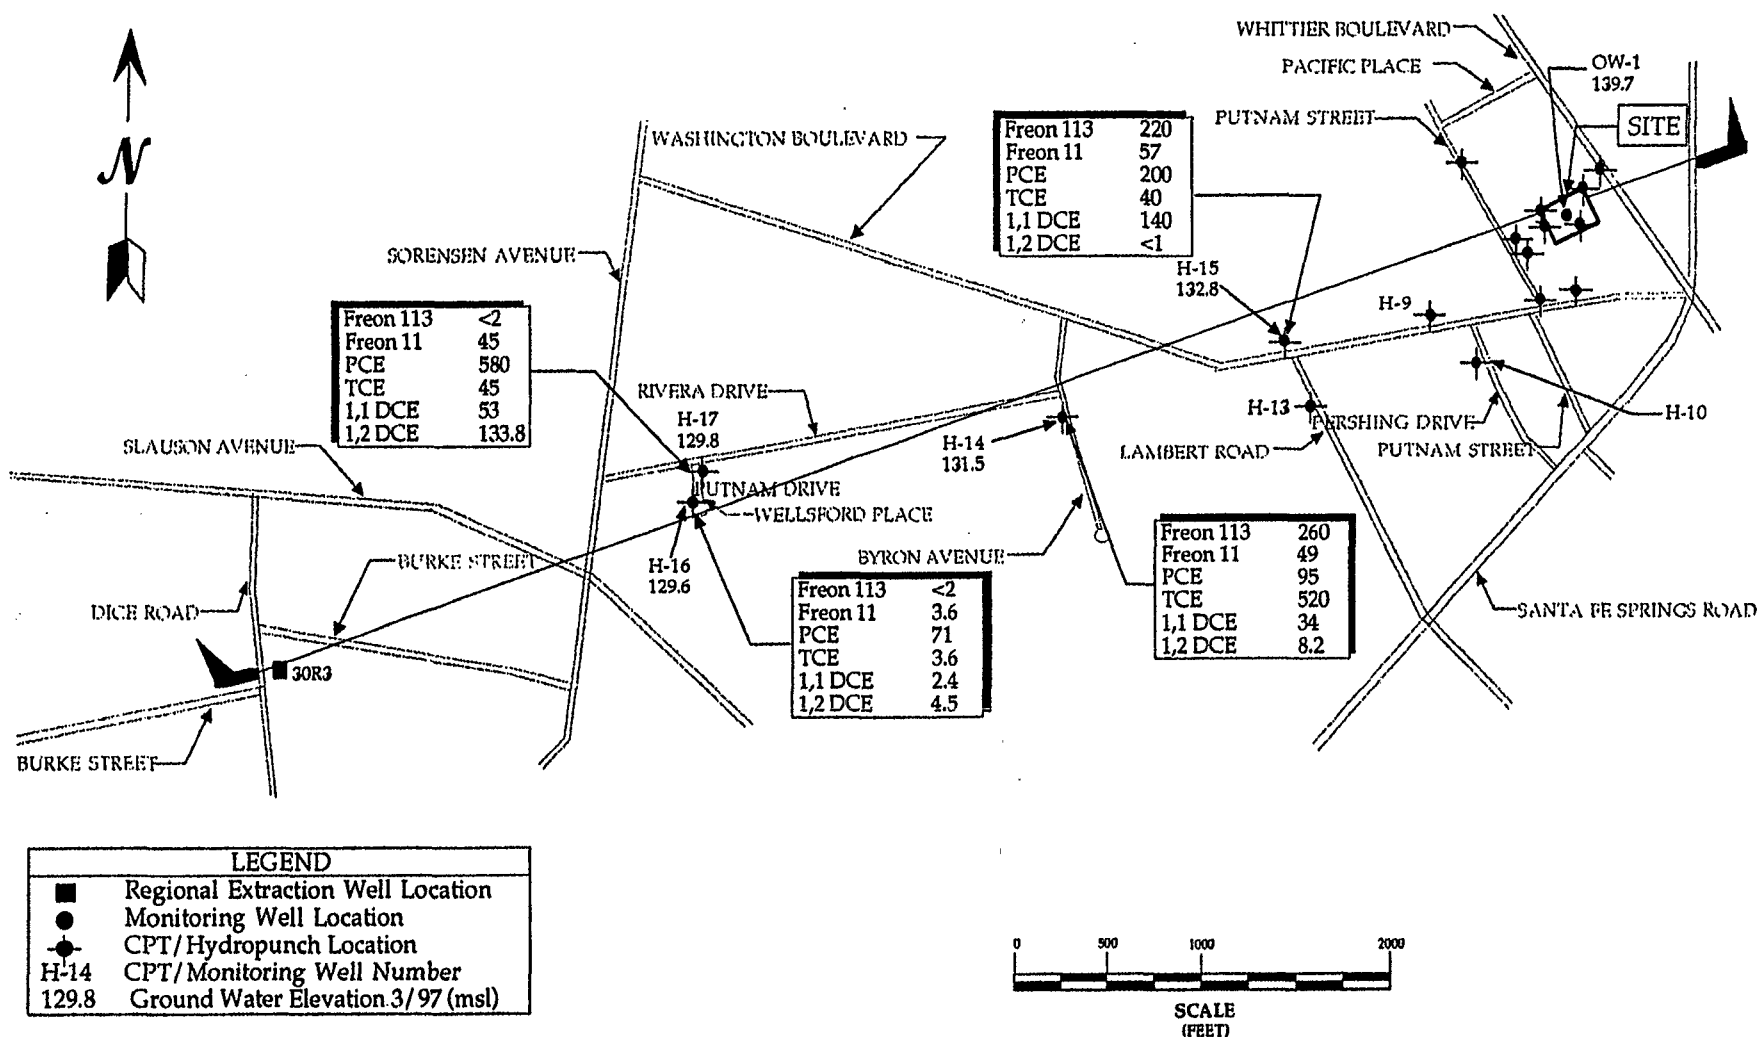 WHITTIER BOULEVARD
PACIFIC PLACE
OW-1
139.7
PUTNAM STREET
SITE
N
WASHINGTON BOULEVARD
Freon 113 220
Freon 11 57
PCE 200
TCE 40
1,1 DCE 140
1,2 DCE <1
SORENSEN AVENUE
H-15
132.8
H-9
Freon 113 <2
Freon 11 45
PCE 580
TCE 45
1,1 DCE 53
1,2 DCE 133.8
RIVERA DRIVE
H-17
129.8
H-13
PERSHING DRIVE
H-10
SLAUSON AVENUE
H-14
131.5
LAMBERT ROAD
PUTNAM STREET
PUTNAM DRIVE
WELLSFORD PLACE
BYRON AVENUE
BURKE STREET
H-16
129.6
Freon 113 260
Freon 11 49
PCE 95
TCE 520
1,1 DCE 34
1,2 DCE 8.2
Freon 113 <2
Freon 11 3.6
PCE 71
TCE 3.6
1,1 DCE 2.4
1,2 DCE 4.5
DICE ROAD
SANTA FE SPRINGS ROAD
30R3
BURKE STREET
LEGEND
Regional Extraction Well Location
Monitoring Well Location
CPT/Hydropunch Location
H-14 CPT/Monitoring Well Number
129.8 Ground Water Elevation 3/97 (msl)
0 500 1000 2000
SCALE
(FEET)